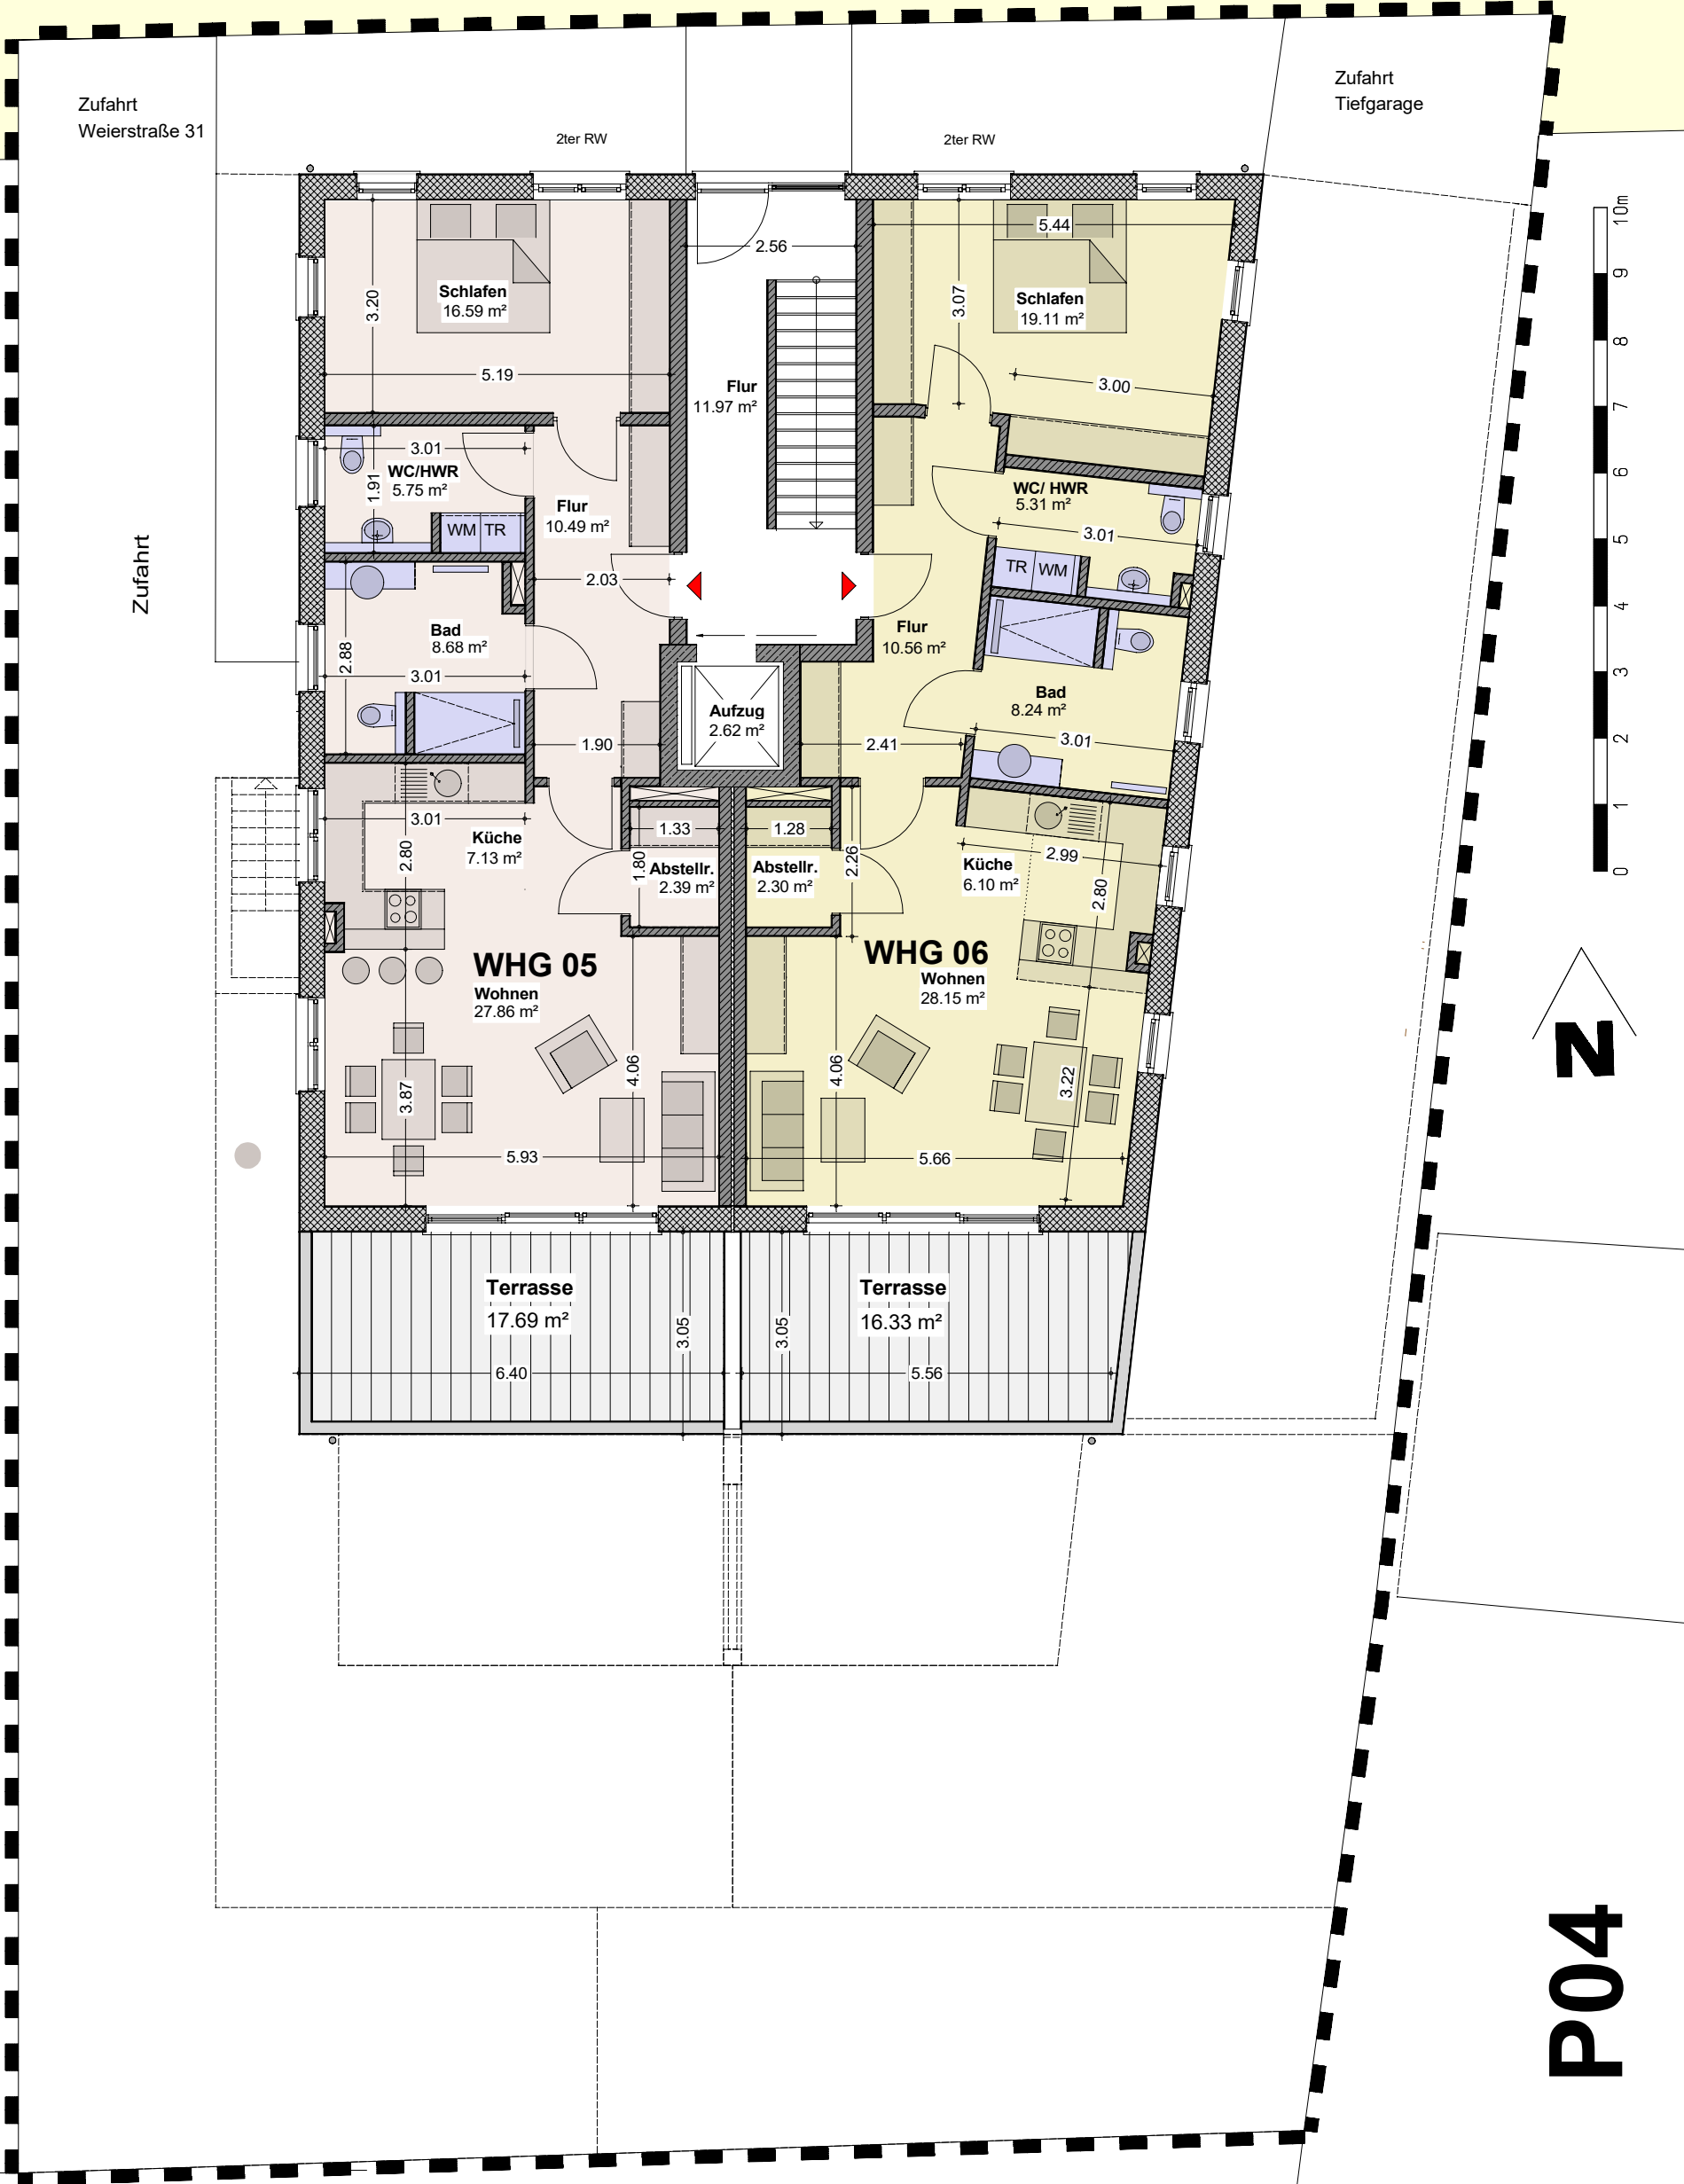 Zufahrt
Weierstraße 31
Zufahrt
Tiefgarage
2ter RW
2ter RW
10m
9
8
7
6
5
4
3
2
1
0
5.44
2.56
3.20
Schlafen
16.59 m²
3.07
Schlafen
19.11 m²
5.19
3.00
Flur
11.97 m²
3.01
WC/HWR
5.75 m²
1.91
WM
TR
Flur
10.49 m²
WC/ HWR
5.31 m²
3.01
TR
WM
Zufahrt
2.03
Bad
8.68 m²
2.88
3.01
Flur
10.56 m²
Bad
8.24 m²
3.01
Aufzug
2.62 m²
1.90
2.41
3.01
Küche
7.13 m²
2.80
1.33
1.28
1.80
Abstellr.
2.39 m²
Abstellr.
2.30 m²
2.26
2.99
Küche
6.10 m²
2.80
WHG 05
Wohnen
27.86 m²
WHG 06
Wohnen
28.15 m²
N
3.87
4.06
4.06
3.22
5.93
5.66
Terrasse
17.69 m²
Terrasse
16.33 m²
3.05
3.05
6.40
5.56
P04